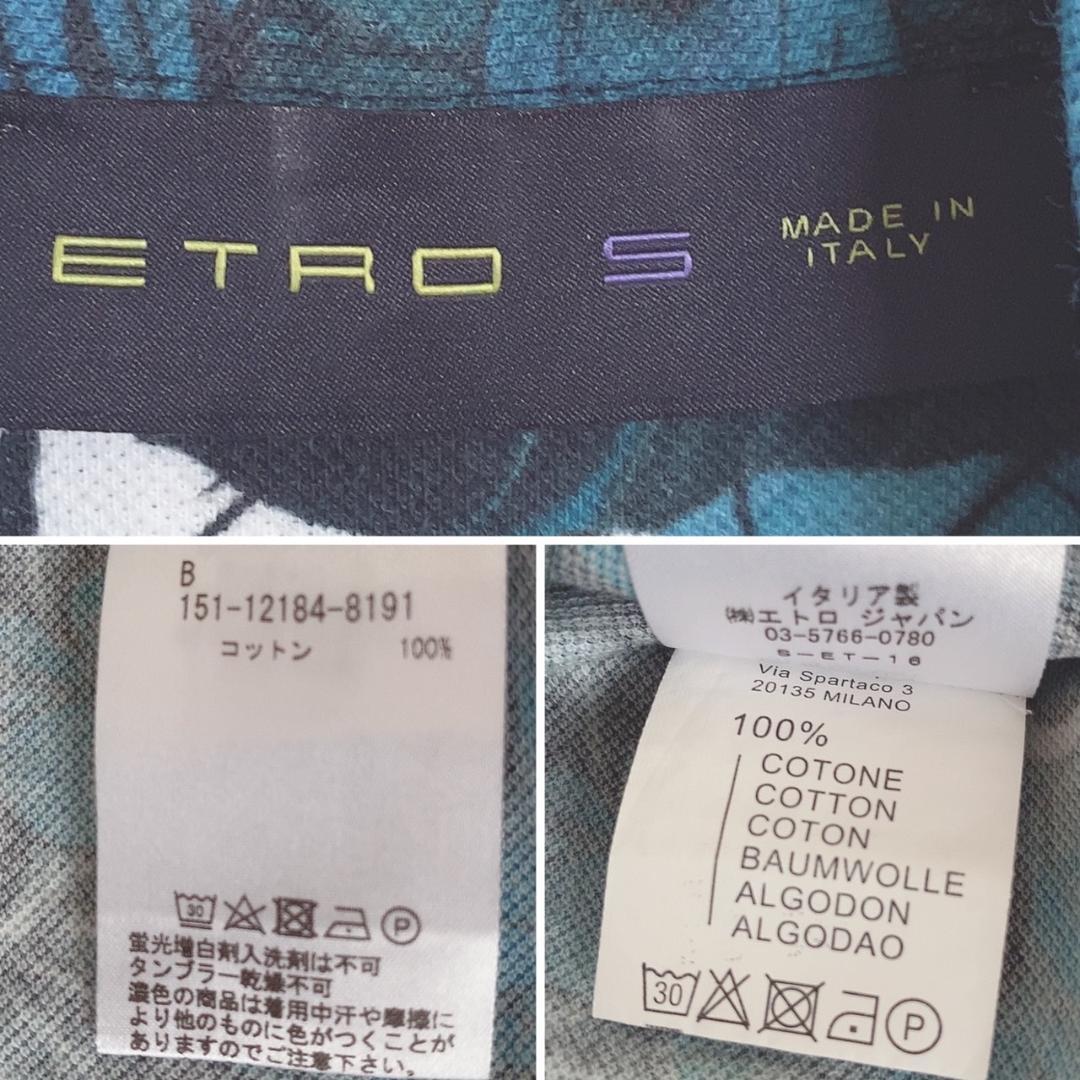 ETRO S
MADE IN
ITALY
B
151-12184-8191
コットン 100%
30
P
蛍光増白剤入洗剤は不可
タンブラー乾燥不可
濃色の商品は着用中汗や摩擦に
より他のものに色がつくことが
ありますのでご注意下さい。
イタリア製
㈱エトロ ジャパン
03-5766-0780
S-ET-16
Via Spartaco 3
20135 MILANO
100%
COTONE
COTTON
COTON
BAUMWOLLE
ALGODON
ALGODAO
30
P